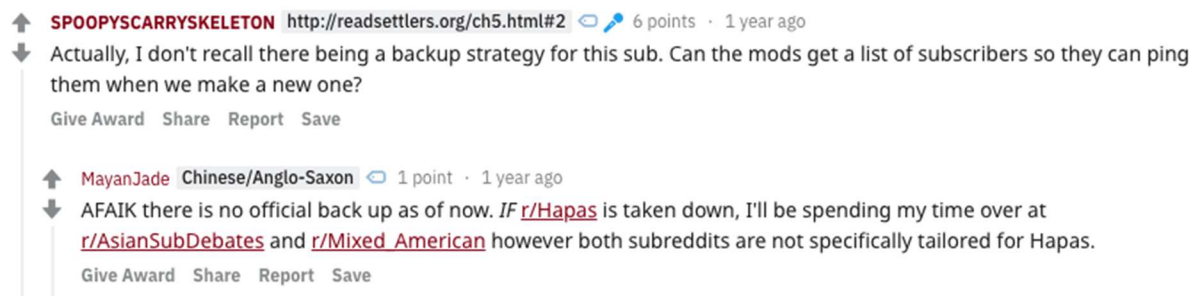 SPOOPYSCARRYSKELETON http://readsettlers.org/ch5.html#2 6 points · 1 year ago
Actually, I don't recall there being a backup strategy for this sub. Can the mods get a list of subscribers so they can ping
them when we make a new one?
Give Award Share Report Save
MayanJade Chinese/Anglo-Saxon 1 point · 1 year ago
AFAIK there is no official back up as of now. IF r/Hapas is taken down, I'll be spending my time over at
r/AsianSubDebates and r/Mixed_American however both subreddits are not specifically tailored for Hapas.
Give Award Share Report Save